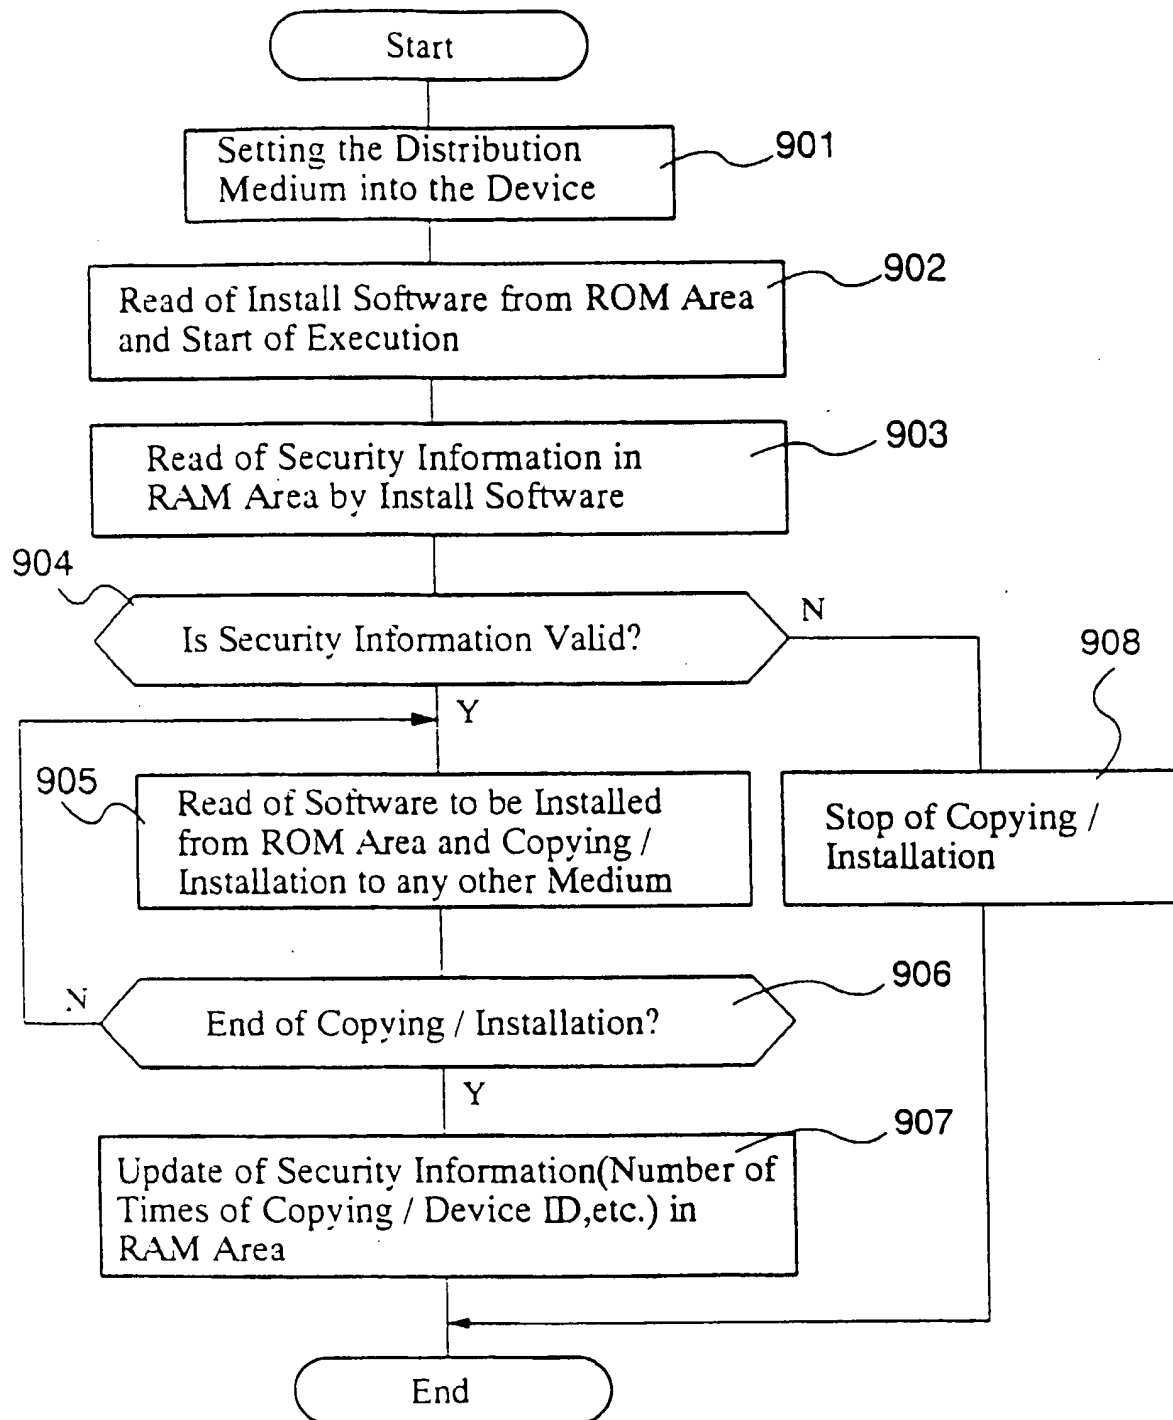 Start
Setting the Distribution
Medium into the Device
901
Read of Install Software from ROM Area
and Start of Execution
902
Read of Security Information in
RAM Area by Install Software
903
904
Is Security Information Valid?
N
Y
908
905
Read of Software to be Installed
from ROM Area and Copying /
Installation to any other Medium
Stop of Copying /
Installation
906
N
End of Copying / Installation?
Y
907
Update of Security Information(Number of
Times of Copying / Device ID,etc.) in
RAM Area
End